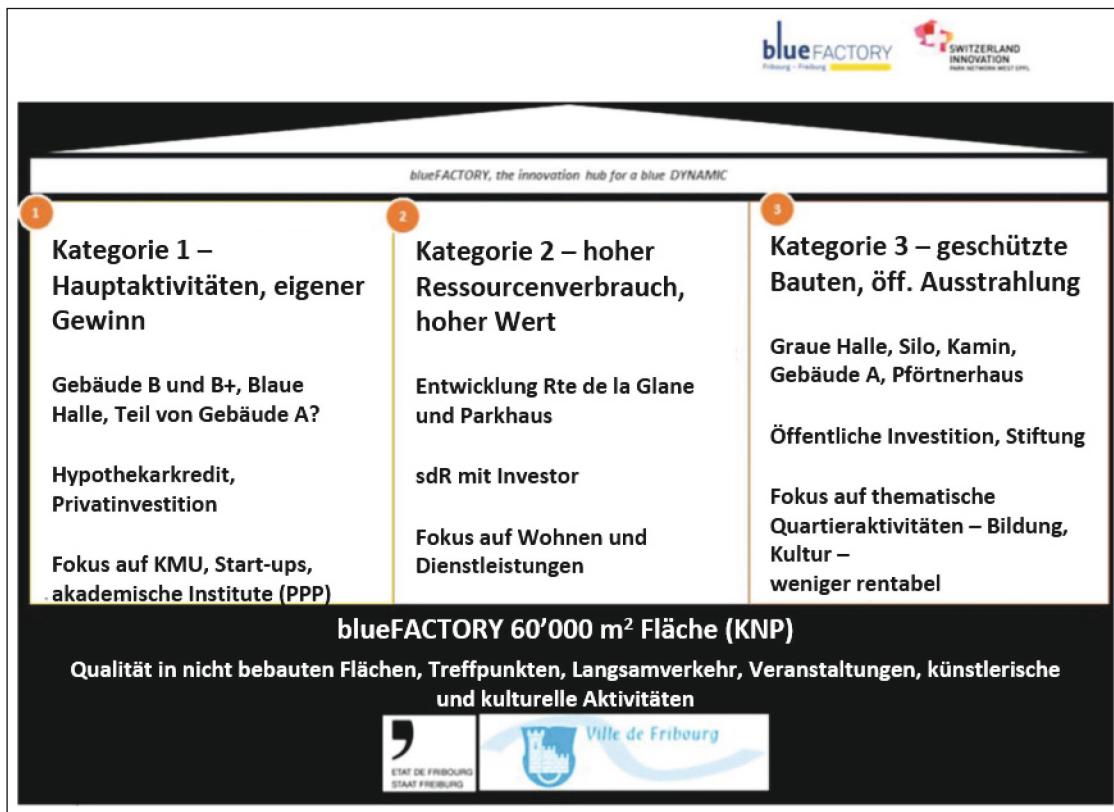 blueFACTORY
Fribourg – Freiburg
SWITZERLAND
INNOVATION
PARK NETWORK WEST EPFL
blueFACTORY, the innovation hub for a blue DYNAMIC
1
Kategorie 1 –
Hauptaktivitäten, eigener
Gewinn
Gebäude B und B+, Blaue
Halle, Teil von Gebäude A?
Hypothekarkredit,
Privatinvestition
Fokus auf KMU, Start-ups,
akademische Institute (PPP)
2
Kategorie 2 – hoher
Ressourcenverbrauch,
hoher Wert
Entwicklung Rte de la Glane
und Parkhaus
sdR mit Investor
Fokus auf Wohnen und
Dienstleistungen
3
Kategorie 3 – geschützte
Bauten, öff. Ausstrahlung
Graue Halle, Silo, Kamin,
Gebäude A, Pförtnerhaus
Öffentliche Investition, Stiftung
Fokus auf thematische
Quartieraktivitäten – Bildung,
Kultur –
weniger rentabel
blueFACTORY 60’000 m² Fläche (KNP)
Qualität in nicht bebauten Flächen, Treffpunkten, Langsamverkehr, Veranstaltungen, künstlerische
und kulturelle Aktivitäten
ETAT DE FRIBOURG
STAAT FREIBURG
Ville de Fribourg